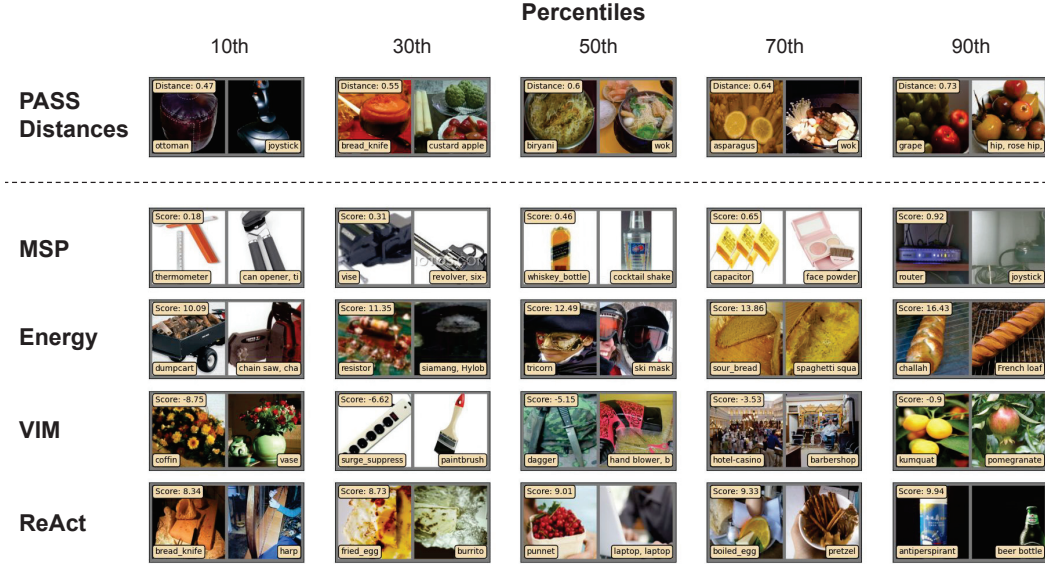 Percentiles
10th 30th 50th 70th 90th
PASS
Distances
Distance: 0.47 Distance: 0.55 Distance: 0.6 Distance: 0.64 Distance: 0.73
ottoman joystick bread_knife custard apple biryani wok asparagus wok grape hip, rose hip,
MSP
Score: 0.18 Score: 0.31 Score: 0.46 Score: 0.65 Score: 0.92
thermometer can opener, ti vise revolver, six- whiskey_bottle cocktail shake capacitor face powder router joystick
Energy
Score: 10.09 Score: 11.35 Score: 12.49 Score: 13.86 Score: 16.43
dumpcart chain saw, cha resistor siamang, Hylob tricorn ski mask sour_bread spaghetti squa challah French loaf
VIM
Score: -8.75 Score: -6.62 Score: -5.15 Score: -3.53 Score: -0.9
coffin vase surge_suppress paintbrush dagger hand blower, b hotel-casino barbershop kumquat pomegranate
ReAct
Score: 8.34 Score: 8.73 Score: 9.01 Score: 9.33 Score: 9.94
bread_knife harp fried_egg burrito punnet laptop, laptop boiled_egg pretzel antiperspirant beer bottle